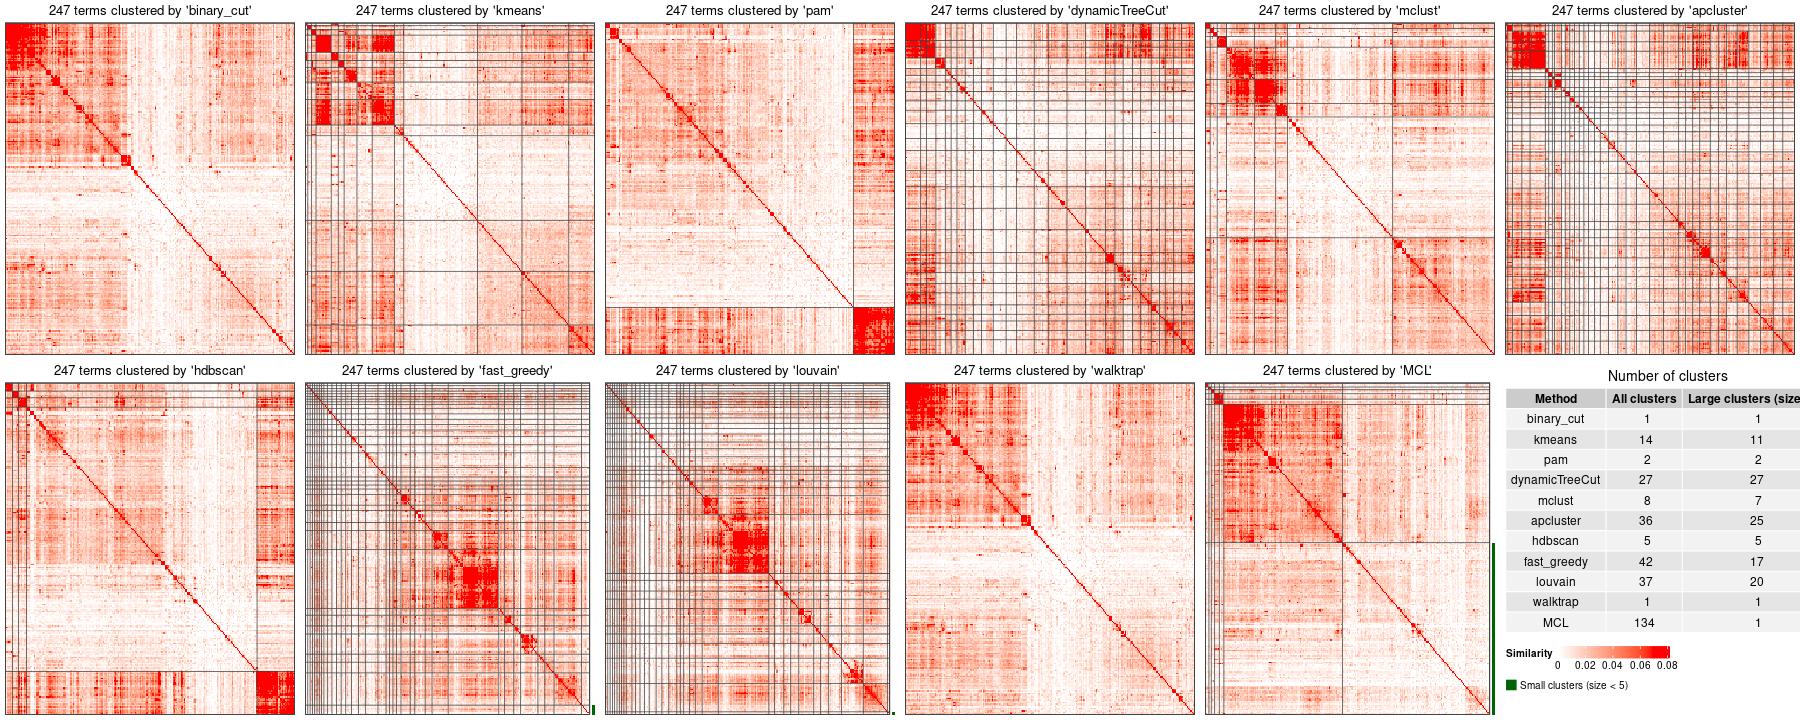 247 terms clustered by 'binary_cut'
247 terms clustered by 'kmeans'
247 terms clustered by 'pam'
247 terms clustered by 'dynamicTreeCut'
247 terms clustered by 'mclust'
247 terms clustered by 'apcluster'
247 terms clustered by 'hdbscan'
247 terms clustered by 'fast_greedy'
247 terms clustered by 'louvain'
247 terms clustered by 'walktrap'
247 terms clustered by 'MCL'
Number of clusters
Method All clusters Large clusters (size
binary_cut 1 1
kmeans 14 11
pam 2 2
dynamicTreeCut 27 27
mclust 8 7
apcluster 36 25
hdbscan 5 5
fast_greedy 42 17
louvain 37 20
walktrap 1 1
MCL 134 1
Similarity
0 0.02 0.04 0.06 0.08
Small clusters (size < 5)